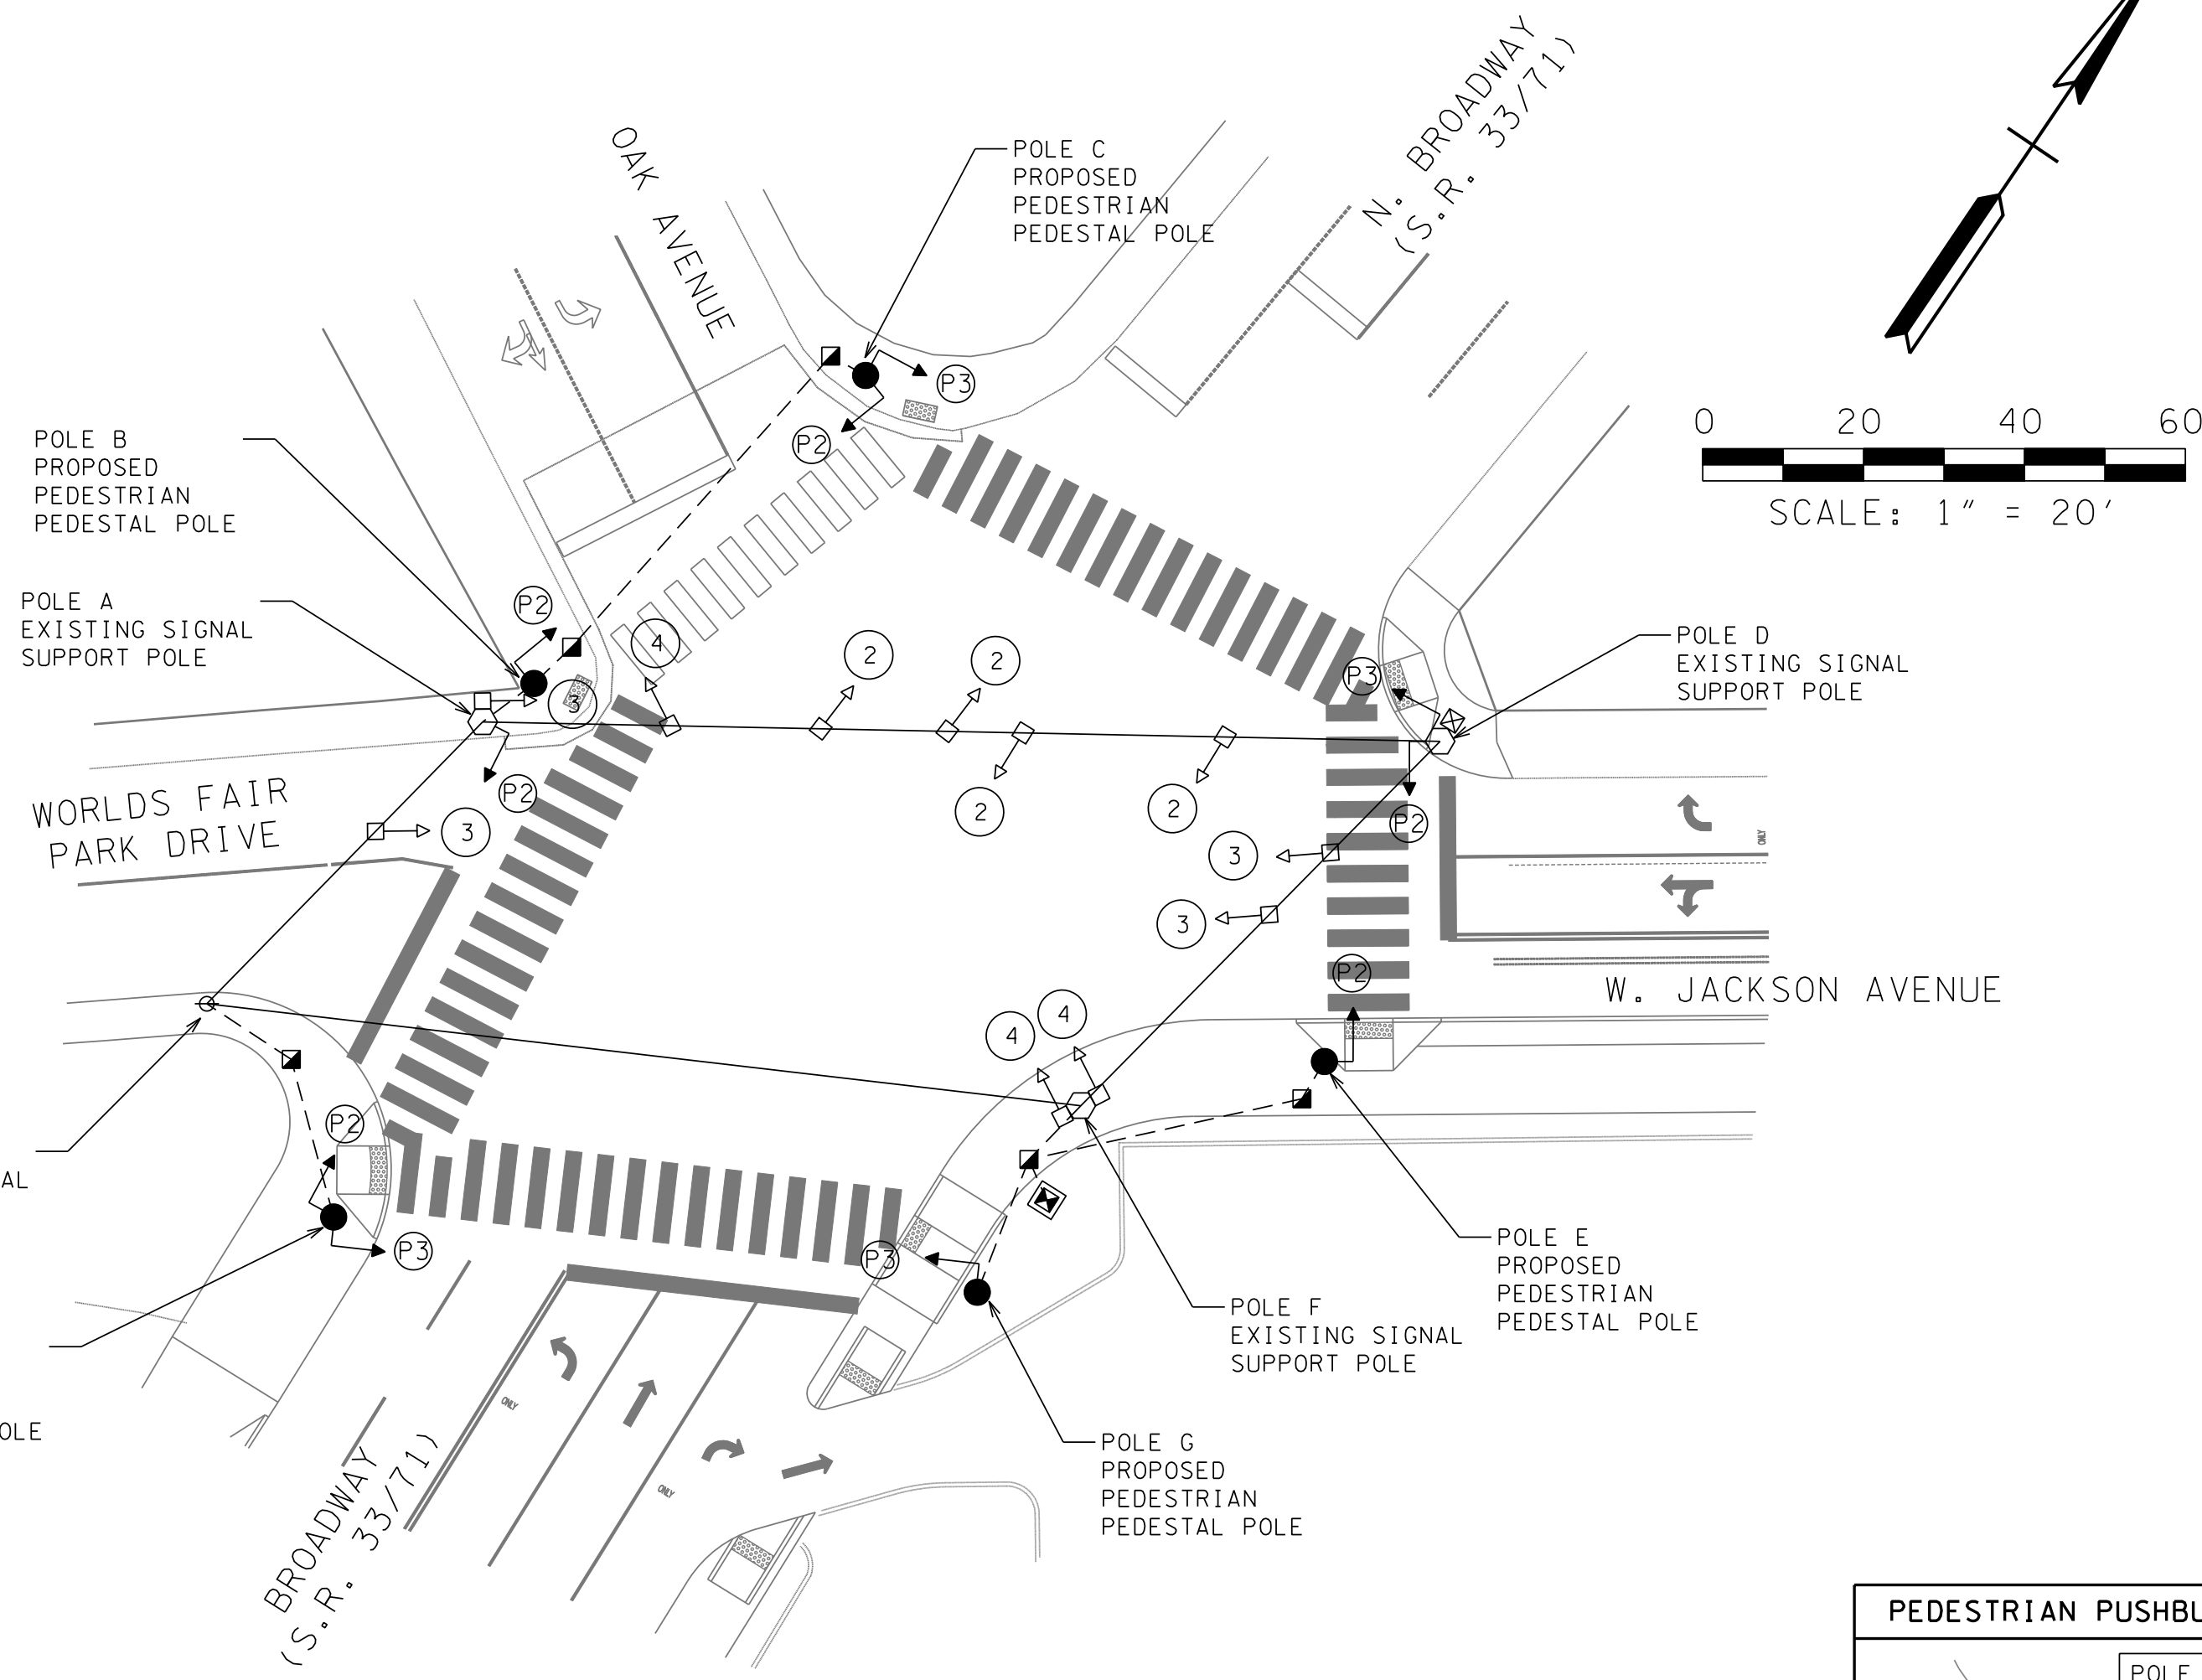 OAK AVENUE
N. BROADWAY
(S.R. 33/71)
POLE C
PROPOSED
PEDESTRIAN
PEDESTAL POLE
P3
P2
0 20 40 60
SCALE: 1" = 20'
POLE B
PROPOSED
PEDESTRIAN
PEDESTAL POLE
POLE A
EXISTING SIGNAL
SUPPORT POLE
P2
4
2
2
3
P3
POLE D
EXISTING SIGNAL
SUPPORT POLE
WORLDS FAIR
PARK DRIVE
P2
3
2
2
P2
3
3
ONLY
P2
W. JACKSON AVENUE
4
4
P2
AL
P3
P3
POLE E
PROPOSED
PEDESTRIAN
PEDESTAL POLE
POLE F
EXISTING SIGNAL
SUPPORT POLE
ONLY
OLE
ONLY
POLE G
PROPOSED
PEDESTRIAN
PEDESTAL POLE
BROADWAY
(S.R. 33/71)
PEDESTRIAN PUSHBU
POLE